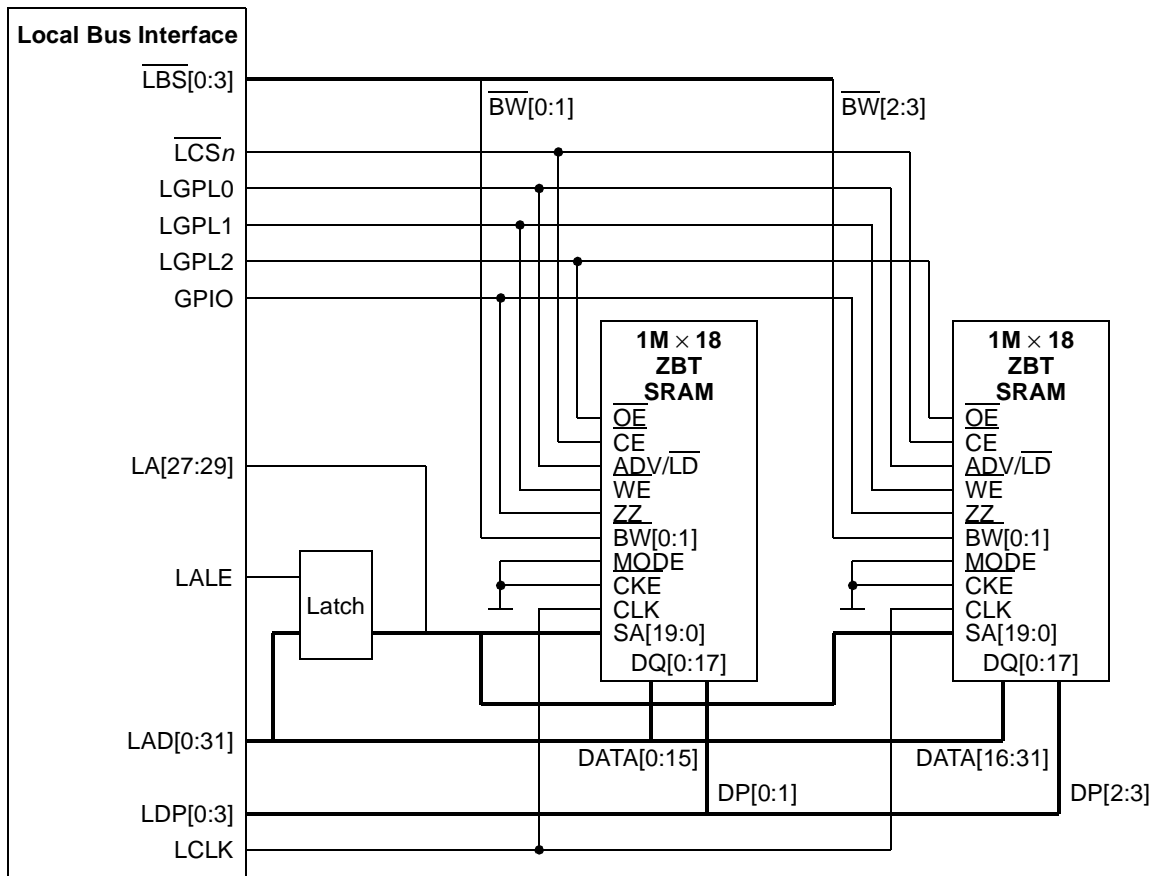 Local Bus Interface
LBS[0:3]
BW[0:1]
BW[2:3]
LCSn
LGPL0
LGPL1
LGPL2
GPIO
1M × 18
ZBT
SRAM
OE
CE
ADV/LD
WE
ZZ
BW[0:1]
MODE
CKE
CLK
SA[19:0]
DQ[0:17]
1M × 18
ZBT
SRAM
OE
CE
ADV/LD
WE
ZZ
BW[0:1]
MODE
CKE
CLK
SA[19:0]
DQ[0:17]
LA[27:29]
LALE
Latch
LAD[0:31]
DATA[0:15]
DATA[16:31]
DP[0:1]
DP[2:3]
LDP[0:3]
LCLK